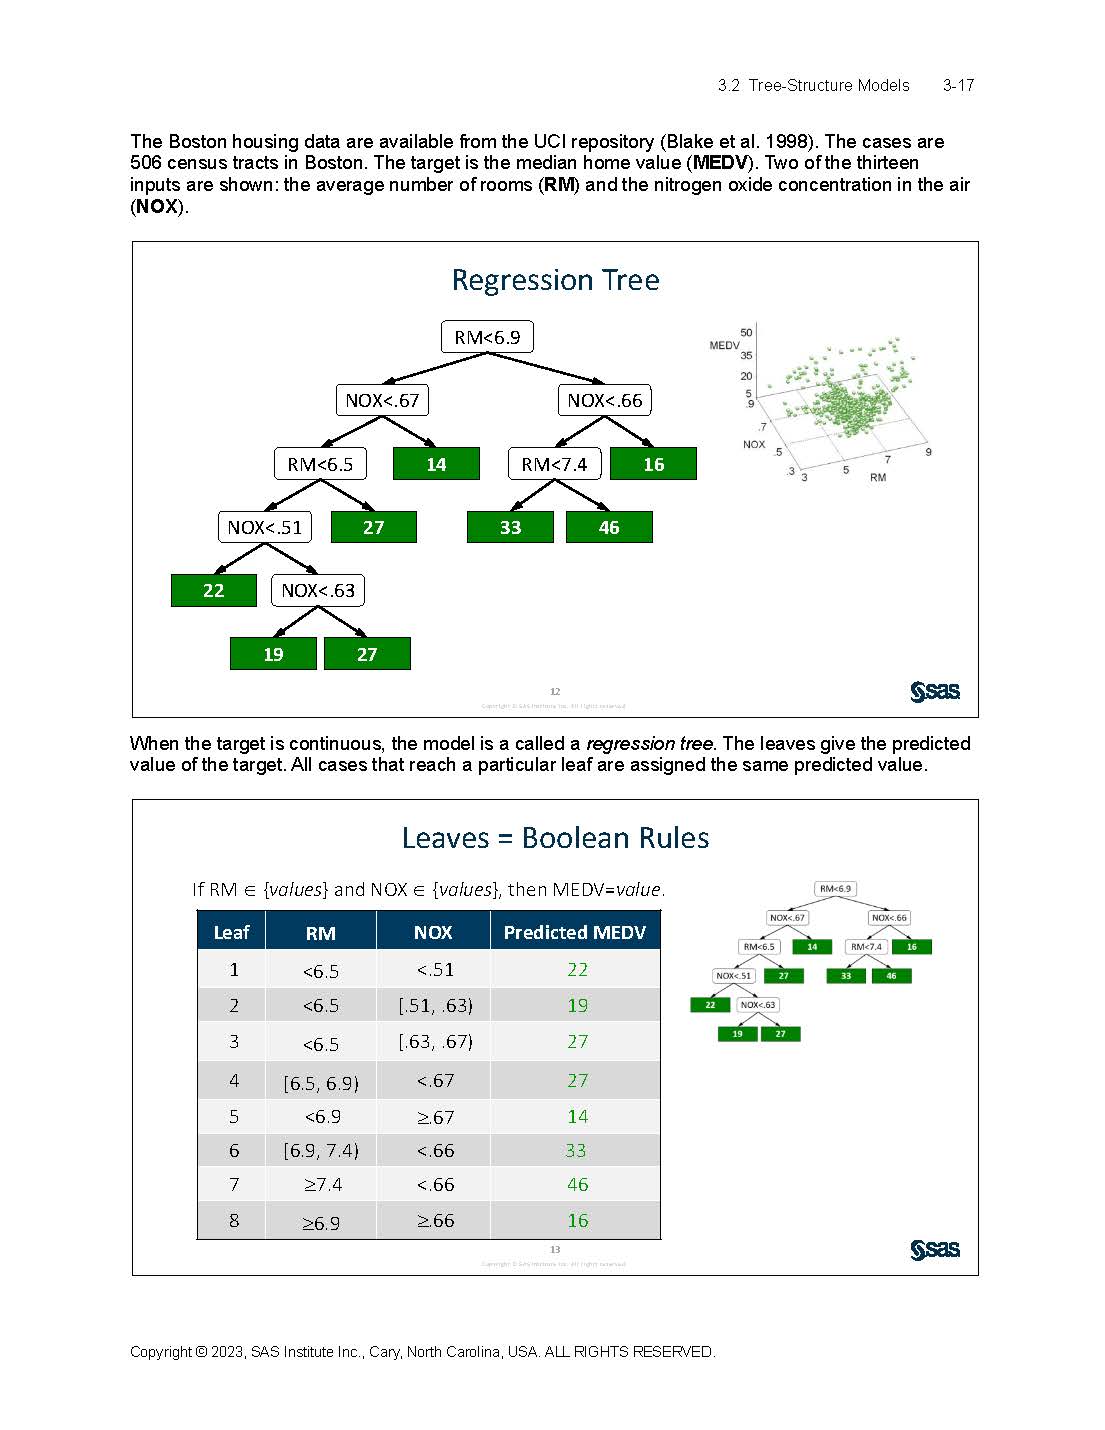 3.2 Tree-Structure Models 3-17
The Boston housing data are available from the UCI repository (Blake et al. 1998). The cases are
506 census tracts in Boston. The target is the median home value (MEDV). Two of the thirteen
inputs are shown: the average number of rooms (RM) and the nitrogen oxide concentration in the air
(NOX).
Regression Tree
RM<6.9
NOX<.67 NOX<.66
RM<6.5 14 RM<7.4 16
NOX<.51 27 33 46
22 NOX<.63
19 27
50
MEDV
35
20
5
.9
.7
NOX
.5
.3
3 5 7 9
RM
12
Copyright © SAS Institute Inc. All rights reserved.
sas
When the target is continuous, the model is a called a regression tree. The leaves give the predicted
value of the target. All cases that reach a particular leaf are assigned the same predicted value.
Leaves = Boolean Rules
If RM ∈ {values} and NOX ∈ {values}, then MEDV=value.
Leaf RM NOX Predicted MEDV
1 <6.5 <.51 22
2 <6.5 [.51, .63) 19
3 <6.5 [.63, .67) 27
4 [6.5, 6.9) <.67 27
5 <6.9 ≥.67 14
6 [6.9, 7.4) <.66 33
7 ≥7.4 <.66 46
8 ≥6.9 ≥.66 16
RM<6.9
NOX<.67 NOX<.66
RM<6.5 14 RM<7.4 16
NOX<.51 27 33 46
22 NOX<.63
19 27
13
Copyright © SAS Institute Inc. All rights reserved.
sas
Copyright © 2023, SAS Institute Inc., Cary, North Carolina, USA. ALL RIGHTS RESERVED.